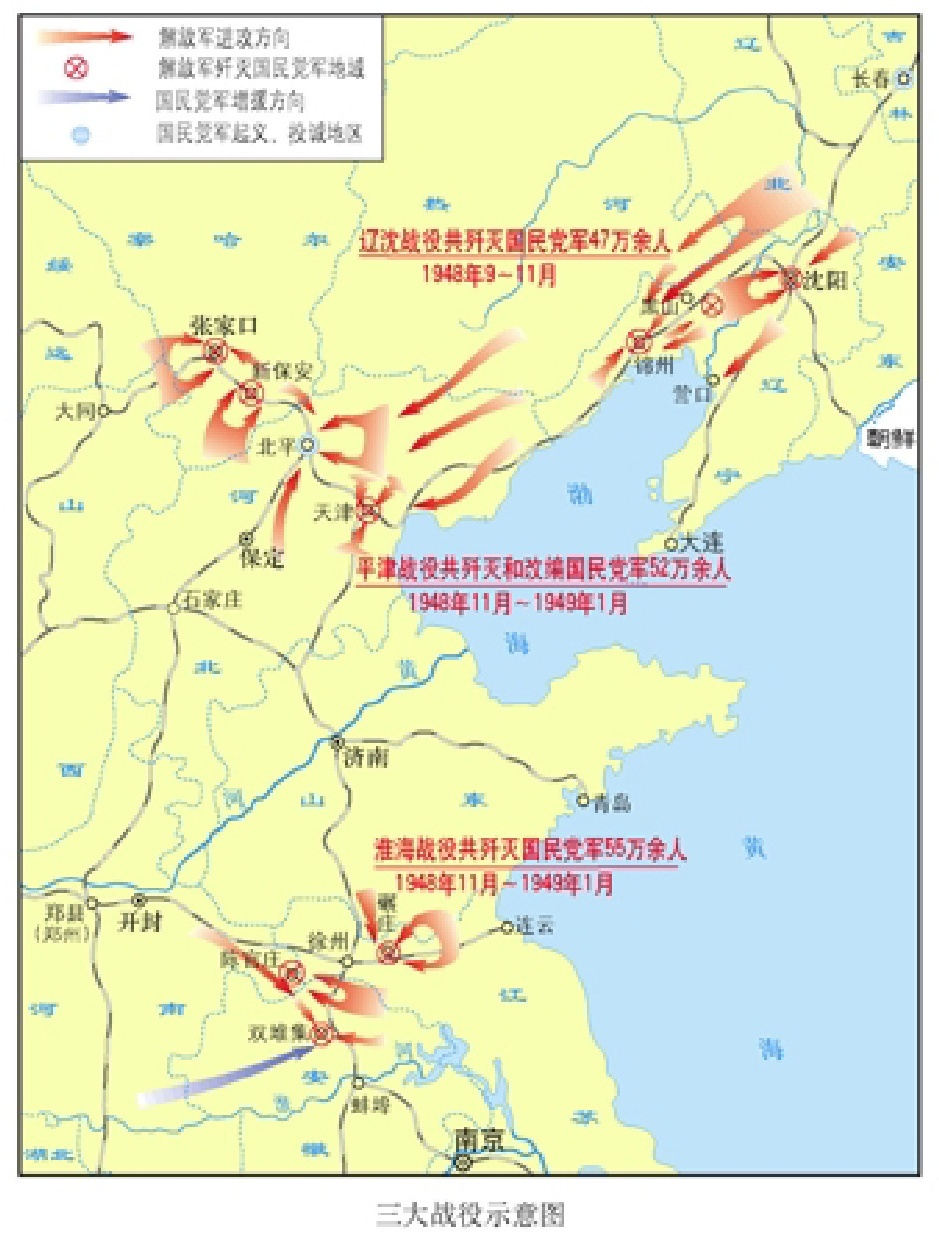 解放军进攻方向
解放军歼灭国民党军地域
国民党军增援方向
国民党军起义、投诚地区
辽
吉
长春
林
北
热
河
察
哈
尔
绥
辽沈战役共歼灭国民党军47万余人
1948年9～11月
沈阳
安
黑山
张家口
锦州
远
新保安
东
营口
辽
大同
北平
朝鲜
宁
渤
山
河
天津
保定
大连
平津战役共歼灭和改编国民党军52万余人
1948年11月～1949年1月
石家庄
海
北
黄
济南
西
河
山
东
青岛
淮海战役共歼灭国民党军55万余人
1948年11月～1949年1月
黄
郑县
(郑州)
开封
碾
庄
连云
徐州
陈官庄
江
河
南
双堆集
海
河
安
淮
蚌埠
苏
南京
湖北
徽
三大战役示意图